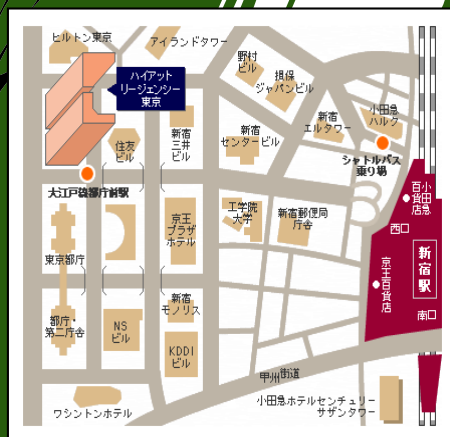 ヒルトン東京
アイランドタワー
ハイアット
リージェンシー
東京
野村
ビル
損保
ジャパンビル
新宿
エルタワー
小田急
ハルク
シャトルバス
乗り場
住友
ビル
新宿
三井
ビル
新宿
センタービル
大江戸線都庁前駅
工学院
大学
新宿郵便局
庁舎
小田急
百貨店
西口
新宿駅
東京都庁
京王
プラザ
ホテル
京王百貨店
南口
都庁・
第二庁舎
NS
ビル
新宿
モノリス
KDDI
ビル
甲州街道
ワシントンホテル
小田急ホテルセンチュリー
サザンタワー